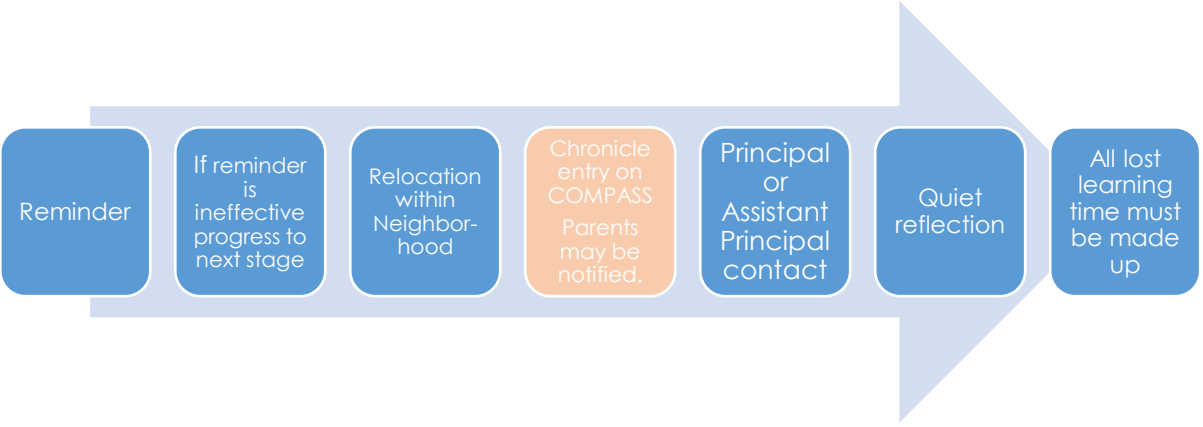 Reminder
If reminder
is
ineffective
progress to
next stage
Relocation
within
Neighbor-
hood
Chronicle
entry on
COMPASS
Parents
may be
notified.
Principal
or
Assistant
Principal
contact
Quiet
reflection
All lost
learning
time must
be made
up